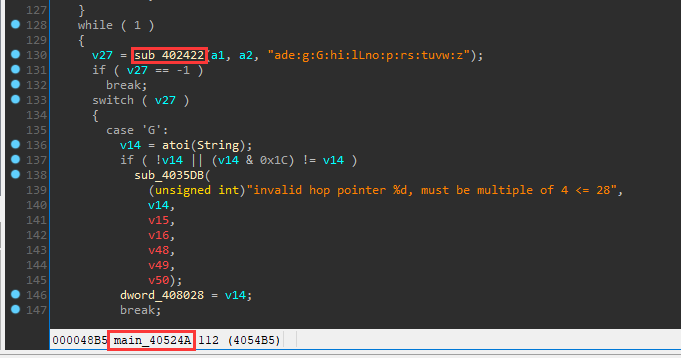 127 }
128 while ( 1 )
129 {
130 v27 = sub_402422(a1, a2, "ade:g:G:hi:lLno:p:rs:tuvw:z");
131 if ( v27 == -1 )
132 break;
133 switch ( v27 )
134 {
135 case 'G':
136 v14 = atoi(String);
137 if ( !v14 || (v14 & 0x1C) != v14 )
138 sub_4035DB(
139 (unsigned int)"invalid hop pointer %d, must be multiple of 4 <= 28",
140 v14,
141 v15,
142 v16,
143 v48,
144 v49,
145 v50);
146 dword_408028 = v14;
147 break;
000048B5 main_40524A 112 (4054B5)